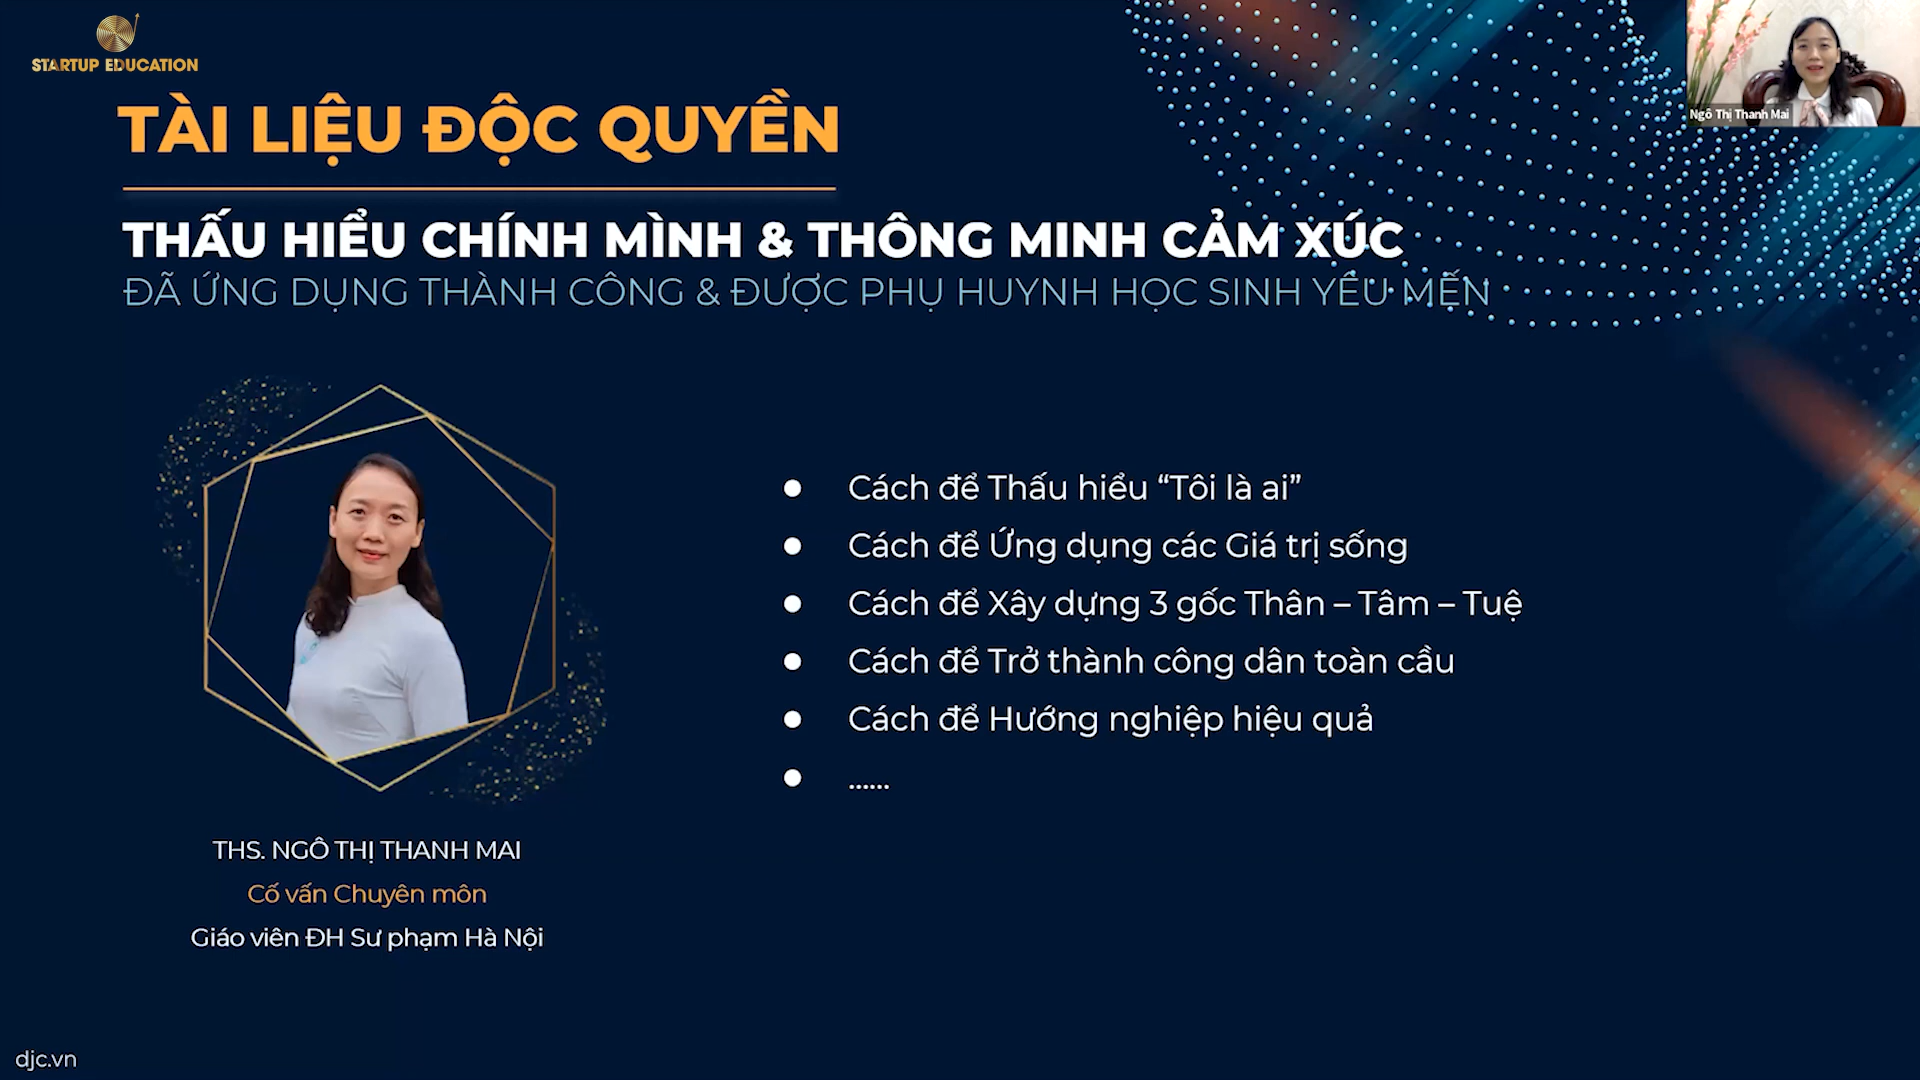 STARTUP EDUCATION
TÀI LIỆU ĐỘC QUYỀN
THẤU HIỂU CHÍNH MÌNH & THÔNG MINH CẢM XÚC
ĐÃ ỨNG DỤNG THÀNH CÔNG & ĐƯỢC PHỤ HUYNH HỌC SINH YÊU MẾN
Ngô Thị Thanh Mai
● Cách để Thấu hiểu “Tôi là ai”
● Cách để Ứng dụng các Giá trị sống
● Cách để Xây dựng 3 gốc Thân – Tâm – Tuệ
● Cách để Trở thành công dân toàn cầu
● Cách để Hướng nghiệp hiệu quả
● ......
THS. NGÔ THỊ THANH MAI
Cố vấn Chuyên môn
Giáo viên ĐH Sư phạm Hà Nội
djc.vn